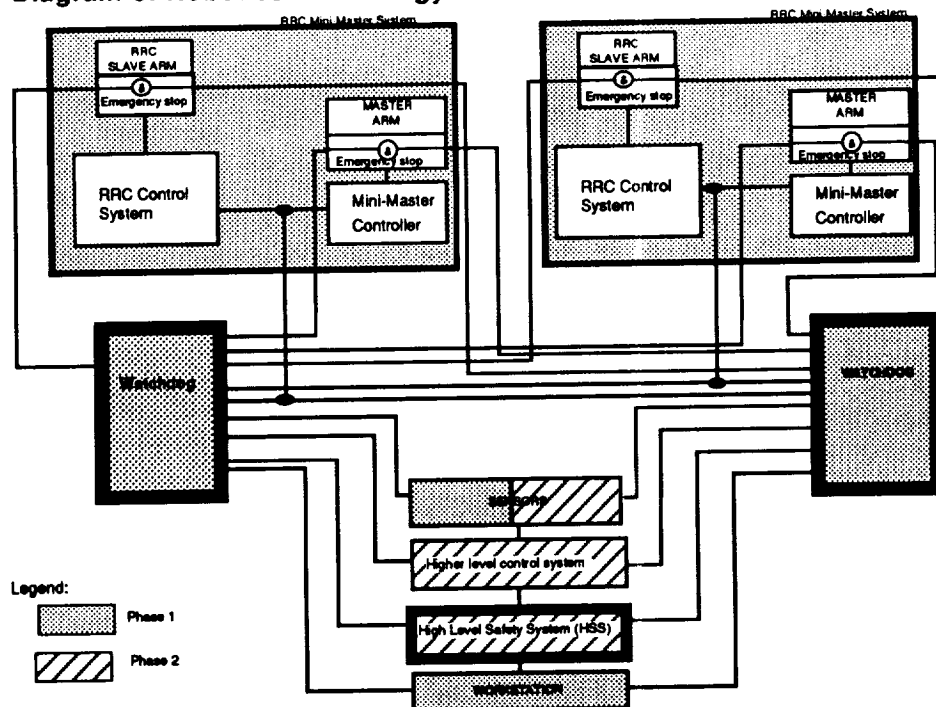 RRC Mini-Master System
RRC
SLAVE ARM
Emergency stop
MASTER
ARM
Emergency stop
RRC Control
System
Mini-Master
Controller
RRC Mini-Master System
RRC
SLAVE ARM
Emergency stop
MASTER
ARM
Emergency stop
RRC Control
System
Mini-Master
Controller
Watchdog
WATCHDOG
SENSORS
Higher level control system
High Level Safety System (HSS)
WORKSTATION
Legend:
Phase 1
Phase 2